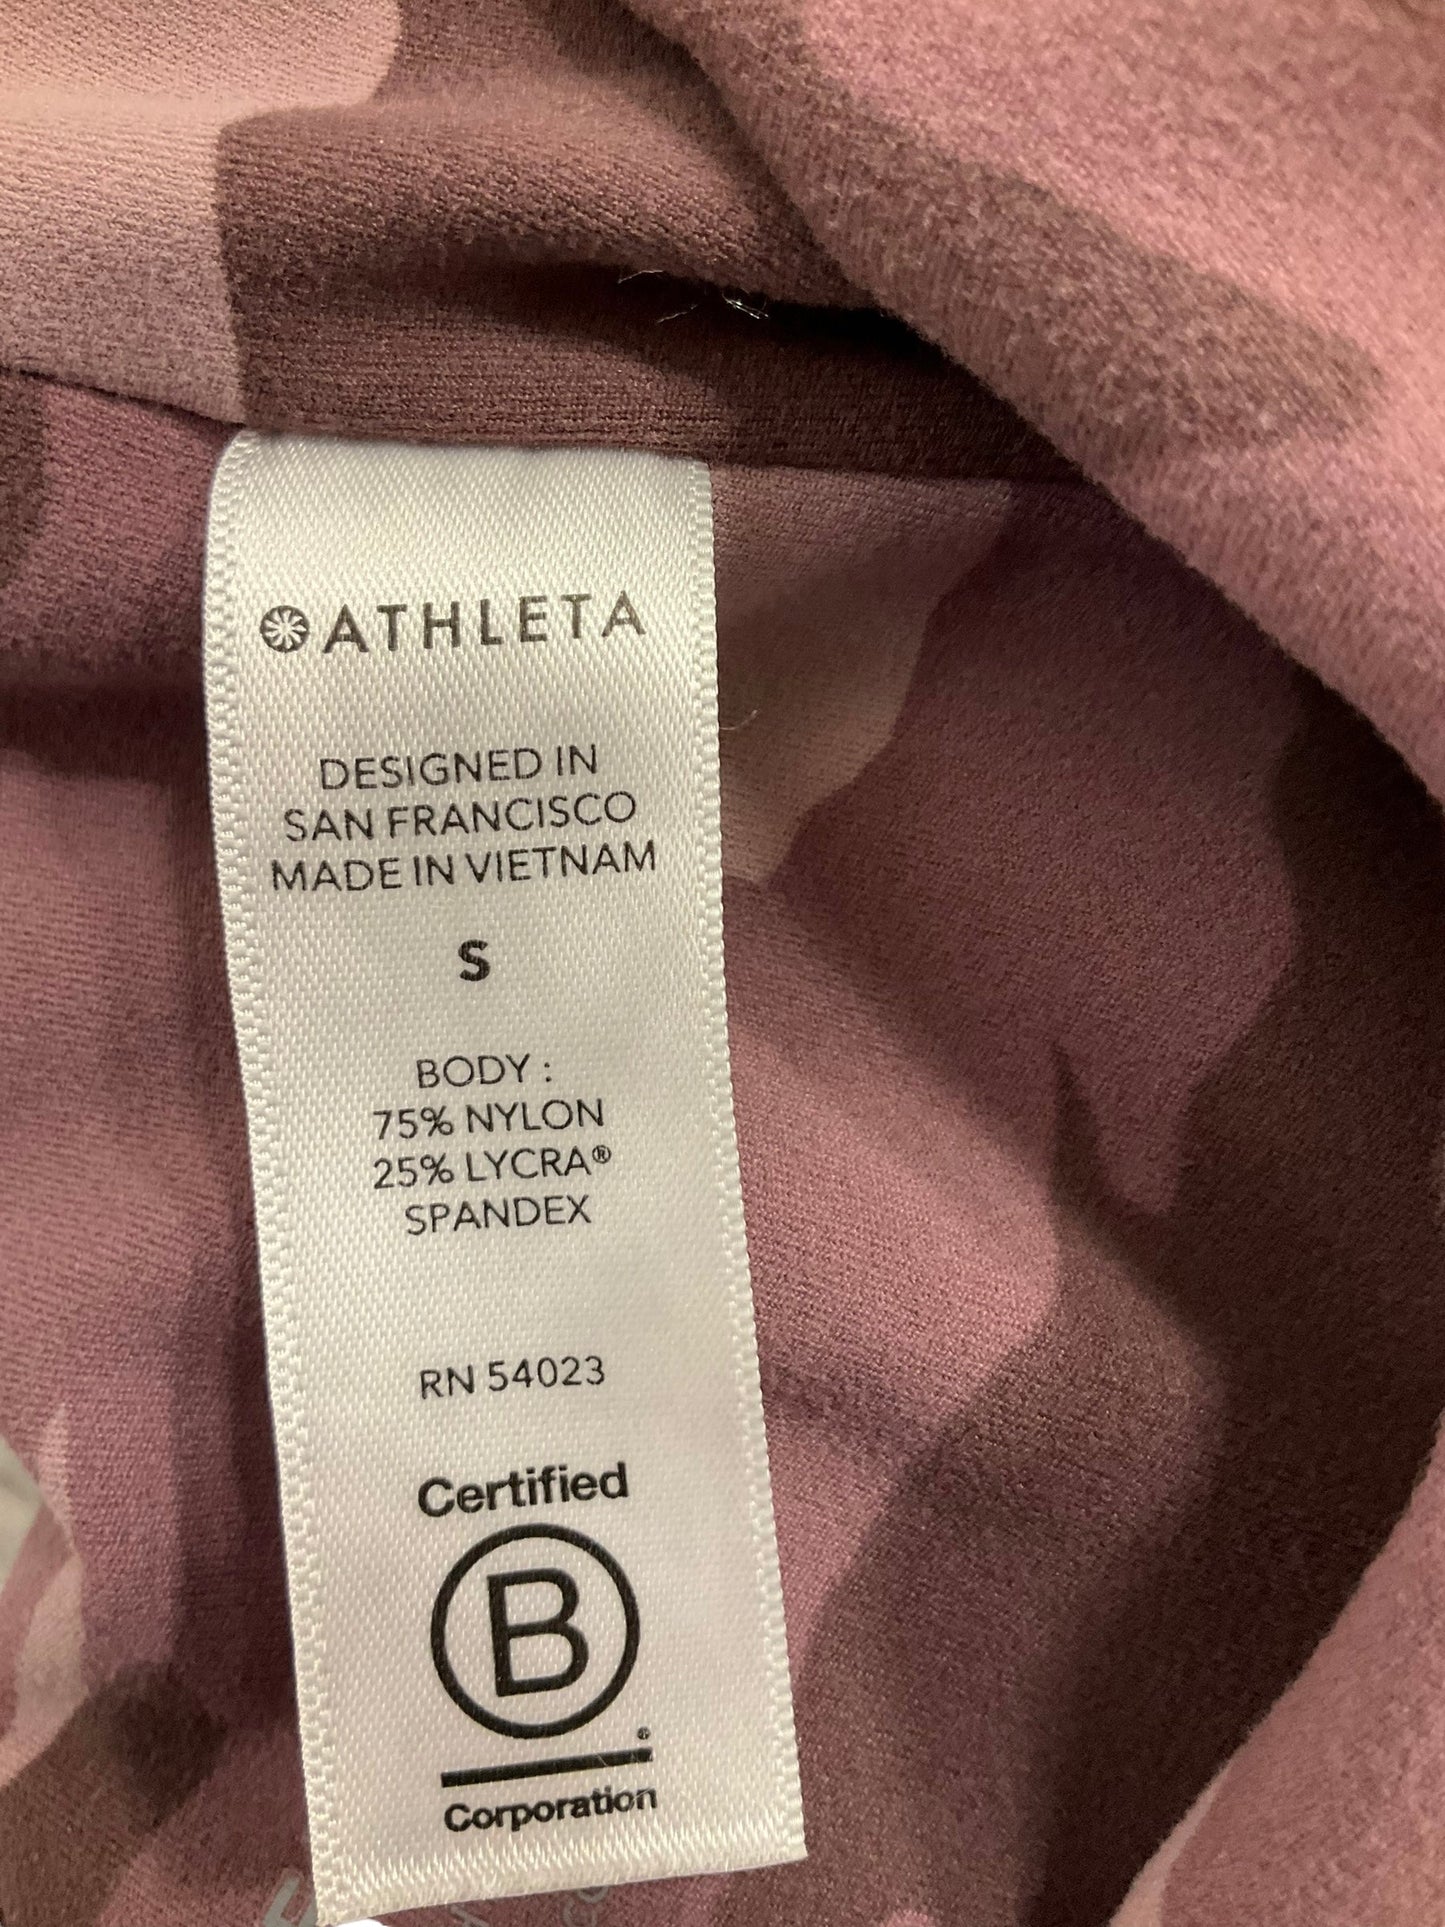 ATHLETA
DESIGNED IN
SAN FRANCISCO
MADE IN VIETNAM
S
BODY :
75% NYLON
25% LYCRA®
SPANDEX
RN 54023
Certified
B
®
Corporation